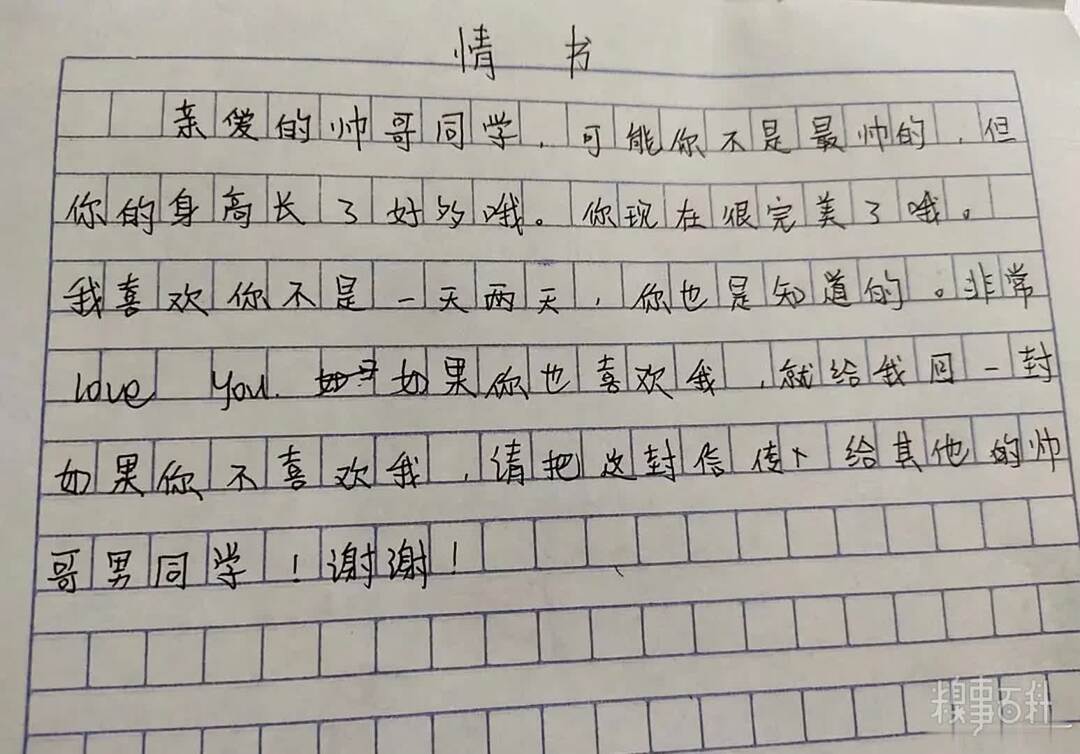 情 书
亲爱的帅哥同学，可能你不是最帅的，但
你的身高长了好多哦。你现在很完美了哦。
我喜欢你不是一天两天，你也是知道的。非常
love you. 如果你也喜欢我，就给我回一封
如果你不喜欢我，请把这封信传下给其他的帅
哥男同学！谢谢！
糗事百科